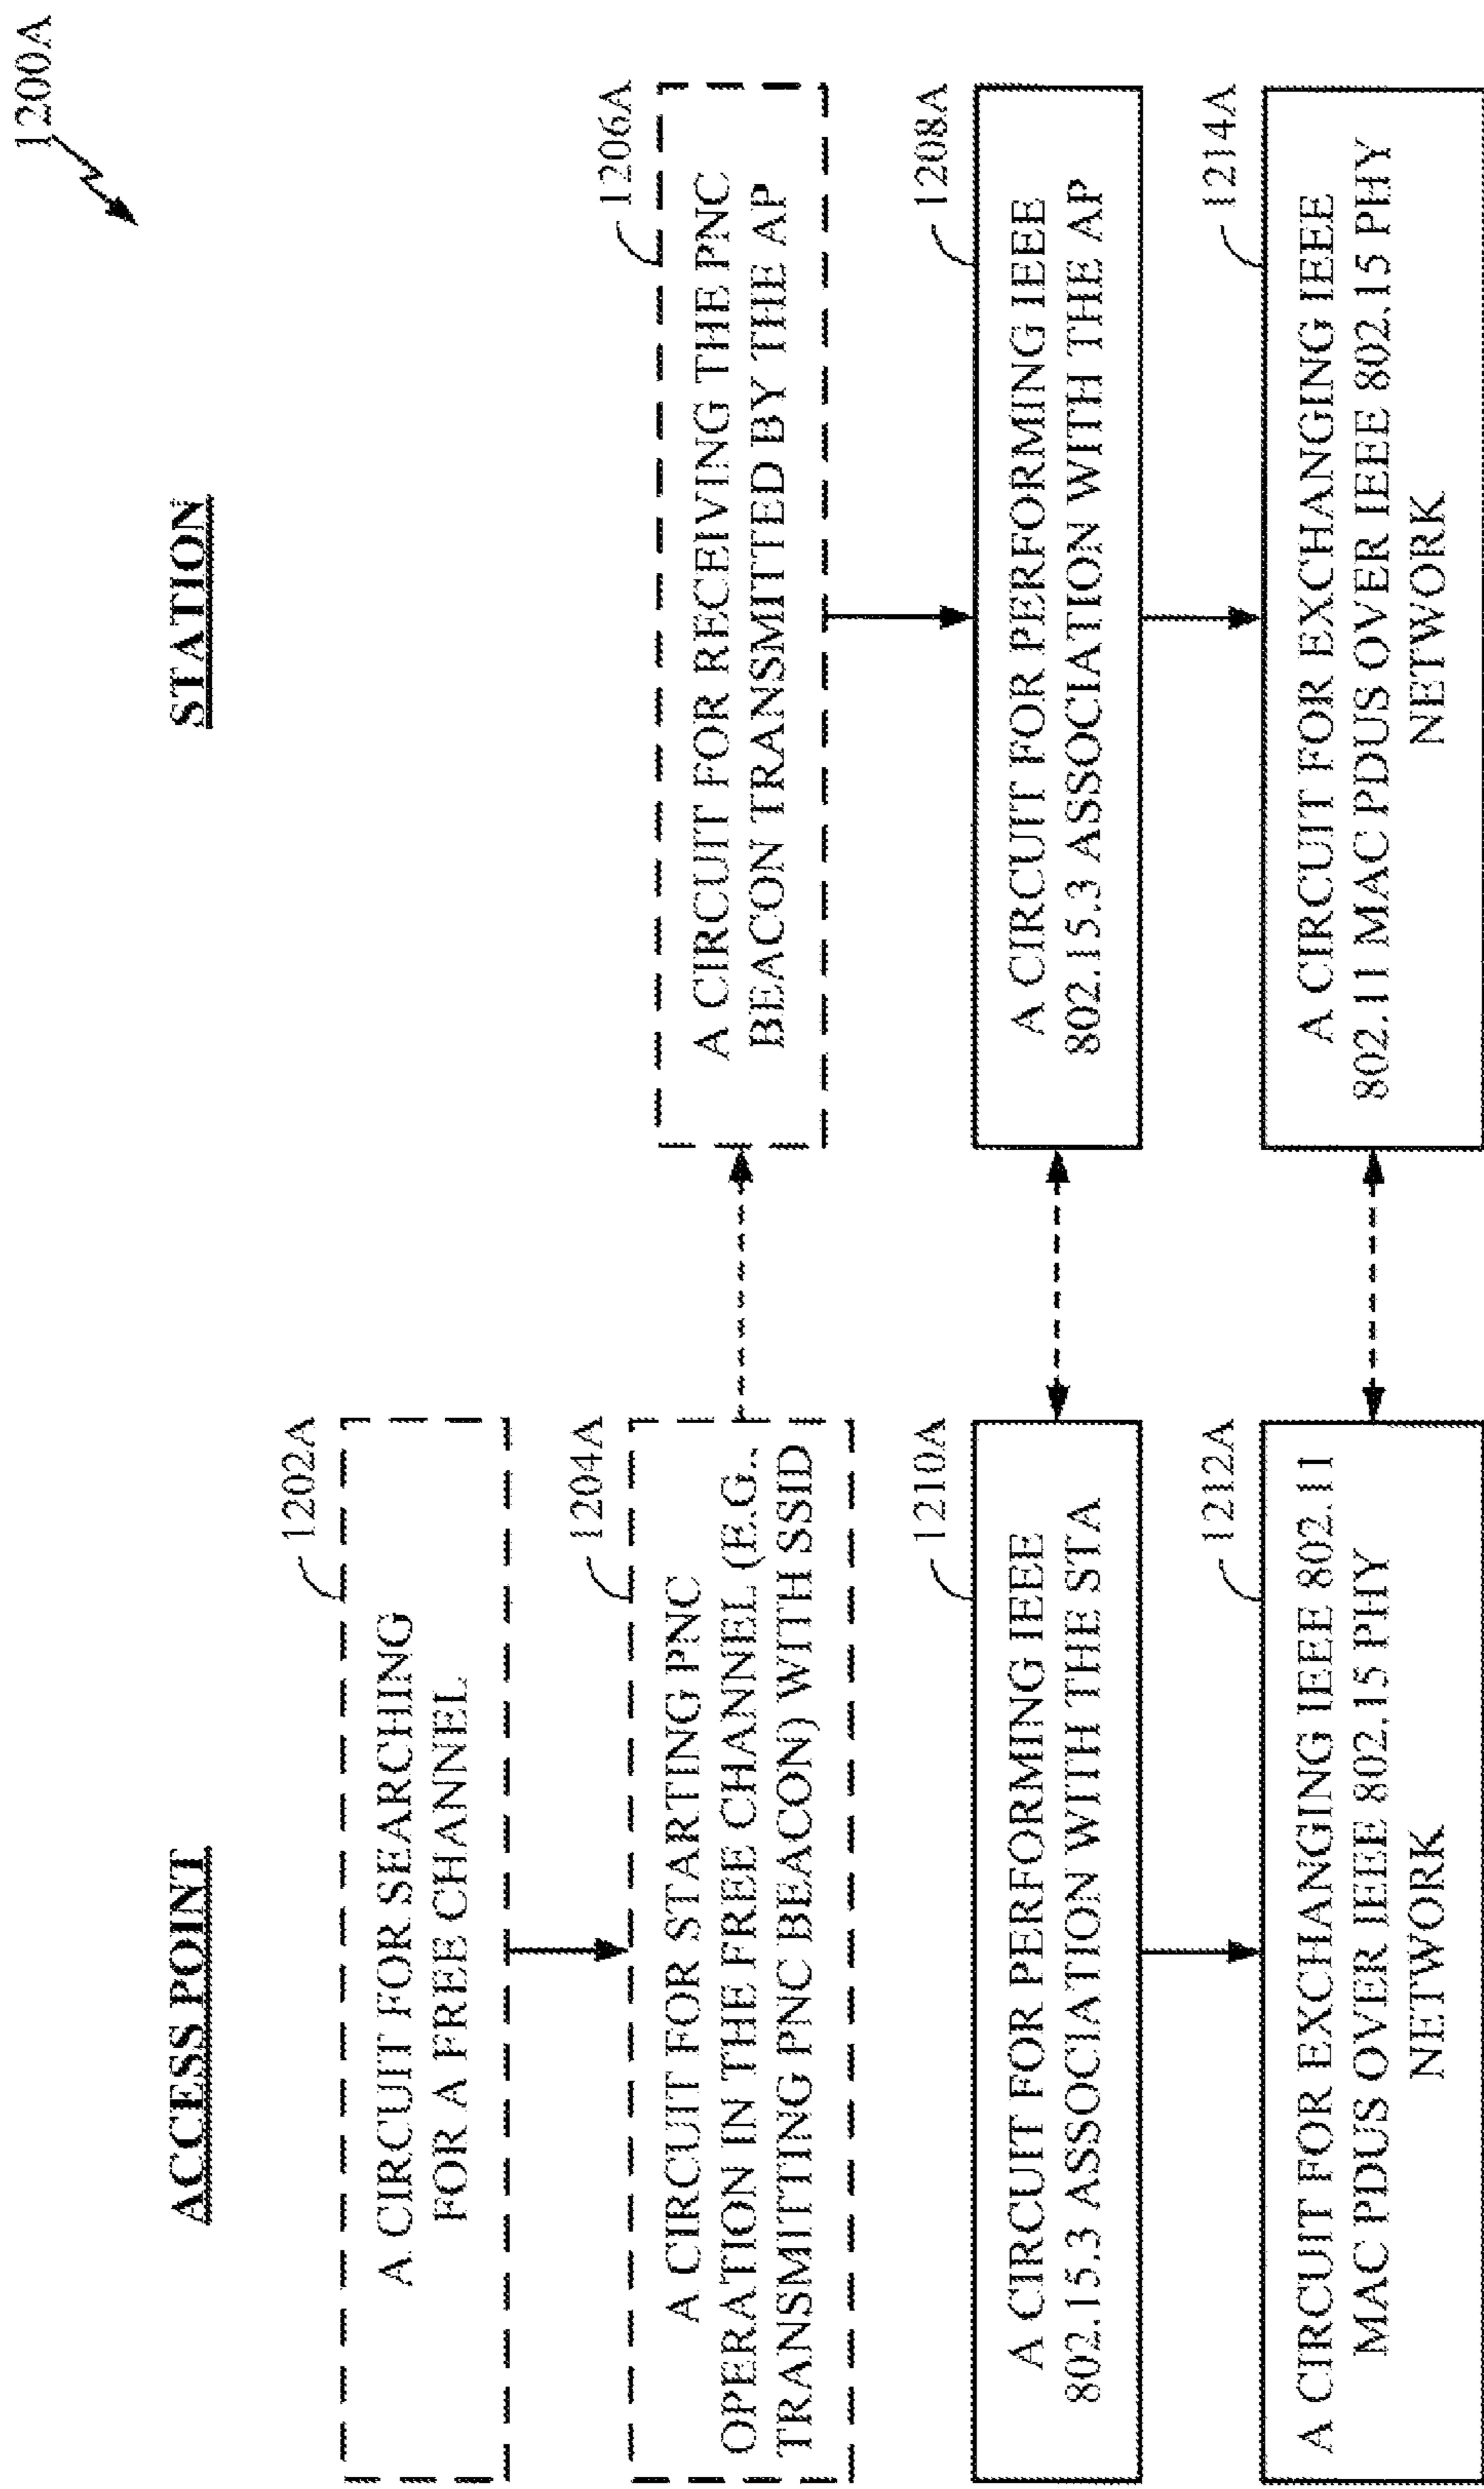 1200A
ACCESS POINT
STATION
1202A
A CIRCUIT FOR SEARCHING
FOR A FREE CHANNEL
1204A
A CIRCUIT FOR STARTING PNC
OPERATION IN THE FREE CHANNEL (E.G.,
TRANSMITTING PNC BEACON) WITH SSID
1206A
A CIRCUIT FOR RECEIVING THE PNC
BEACON TRANSMITTED BY THE AP
1210A
A CIRCUIT FOR PERFORMING IEEE
802.15.3 ASSOCIATION WITH THE STA
1208A
A CIRCUIT FOR PERFORMING IEEE
802.15.3 ASSOCIATION WITH THE AP
1212A
A CIRCUIT FOR EXCHANGING IEEE 802.11
MAC PDUS OVER IEEE 802.15 PHY
NETWORK
1214A
A CIRCUIT FOR EXCHANGING IEEE
802.11 MAC PDUS OVER IEEE 802.15 PHY
NETWORK